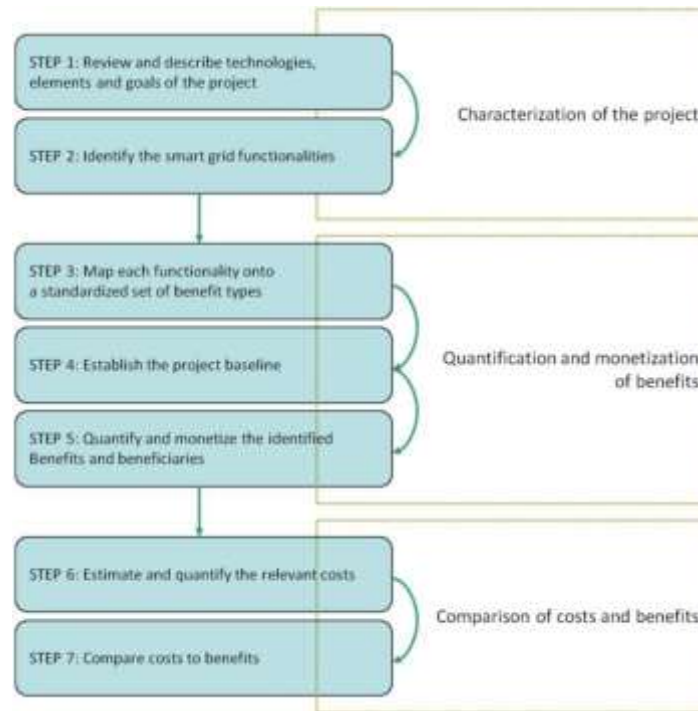 STEP 1: Review and describe technologies,
elements and goals of the project
Characterization of the project
STEP 2: Identify the smart grid functionalities
STEP 3: Map each functionality onto
a standardized set of benefit types
STEP 4: Establish the project baseline
Quantification and monetization
of benefits
STEP 5: Quantify and monetize the identified
Benefits and beneficiaries
STEP 6: Estimate and quantify the relevant costs
Comparison of costs and benefits
STEP 7: Compare costs to benefits